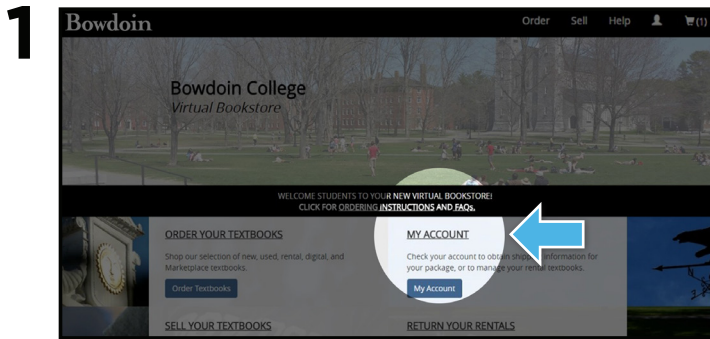 1
Bowdoin
Order Sell Help (1)
Bowdoin College
Virtual Bookstore
WELCOME STUDENTS TO YOUR NEW VIRTUAL BOOKSTORE!
CLICK FOR ORDERING INSTRUCTIONS AND FAQs.
ORDER YOUR TEXTBOOKS
Shop our selection of new, used, rental, digital, and
Marketplace textbooks.
Order Textbooks
MY ACCOUNT
Check your account to obtain shipping information for
your package, or to manage your rental textbooks.
My Account
SELL YOUR TEXTBOOKS
RETURN YOUR RENTALS